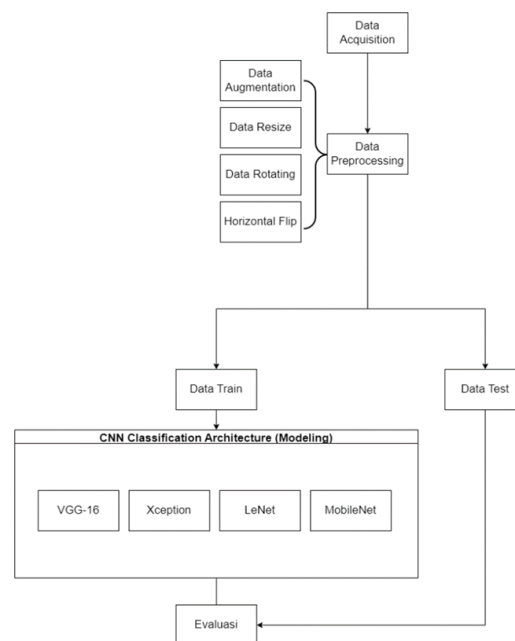 Data
Acquisition
Data
Augmentation
Data Resize
Data
Preprocessing
Data Rotating
Horizontal Flip
Data Train
Data Test
CNN Classification Architecture (Modeling)
VGG-16
Xception
LeNet
MobileNet
Evaluasi